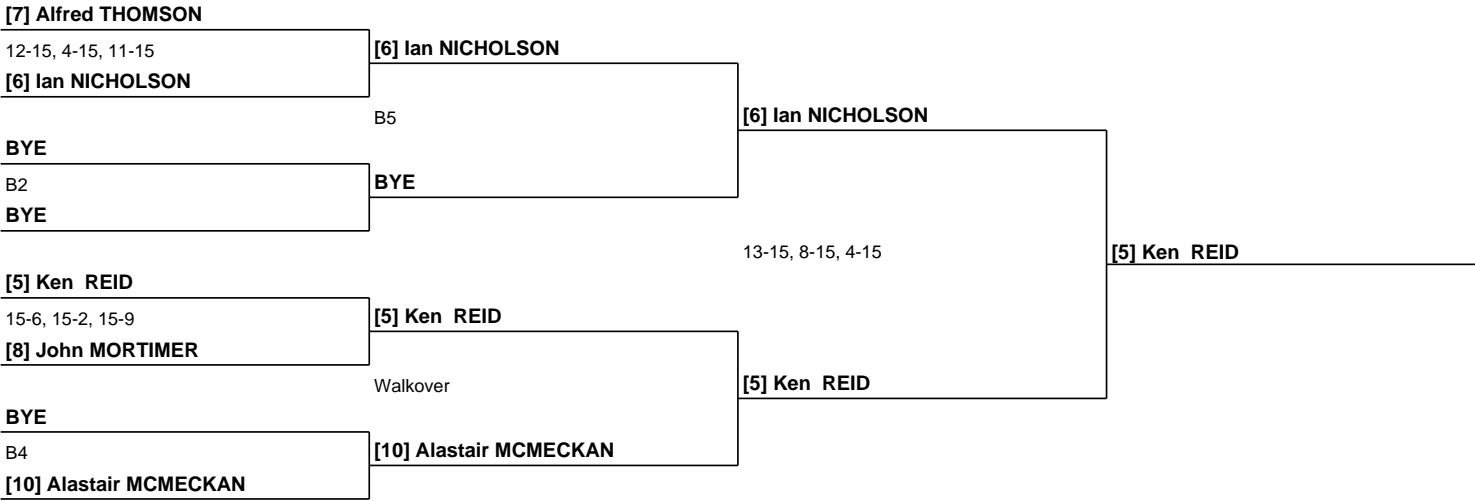 [7] Alfred THOMSON
12-15, 4-15, 11-15
[6] Ian NICHOLSON
BYE
B2
BYE
[5] Ken  REID
15-6, 15-2, 15-9
[8] John MORTIMER
BYE
B4
[10] Alastair MCMECKAN
[6] Ian NICHOLSON
B5
BYE
[5] Ken  REID
Walkover
[10] Alastair MCMECKAN
[6] Ian NICHOLSON
13-15, 8-15, 4-15
[5] Ken  REID
[5] Ken  REID